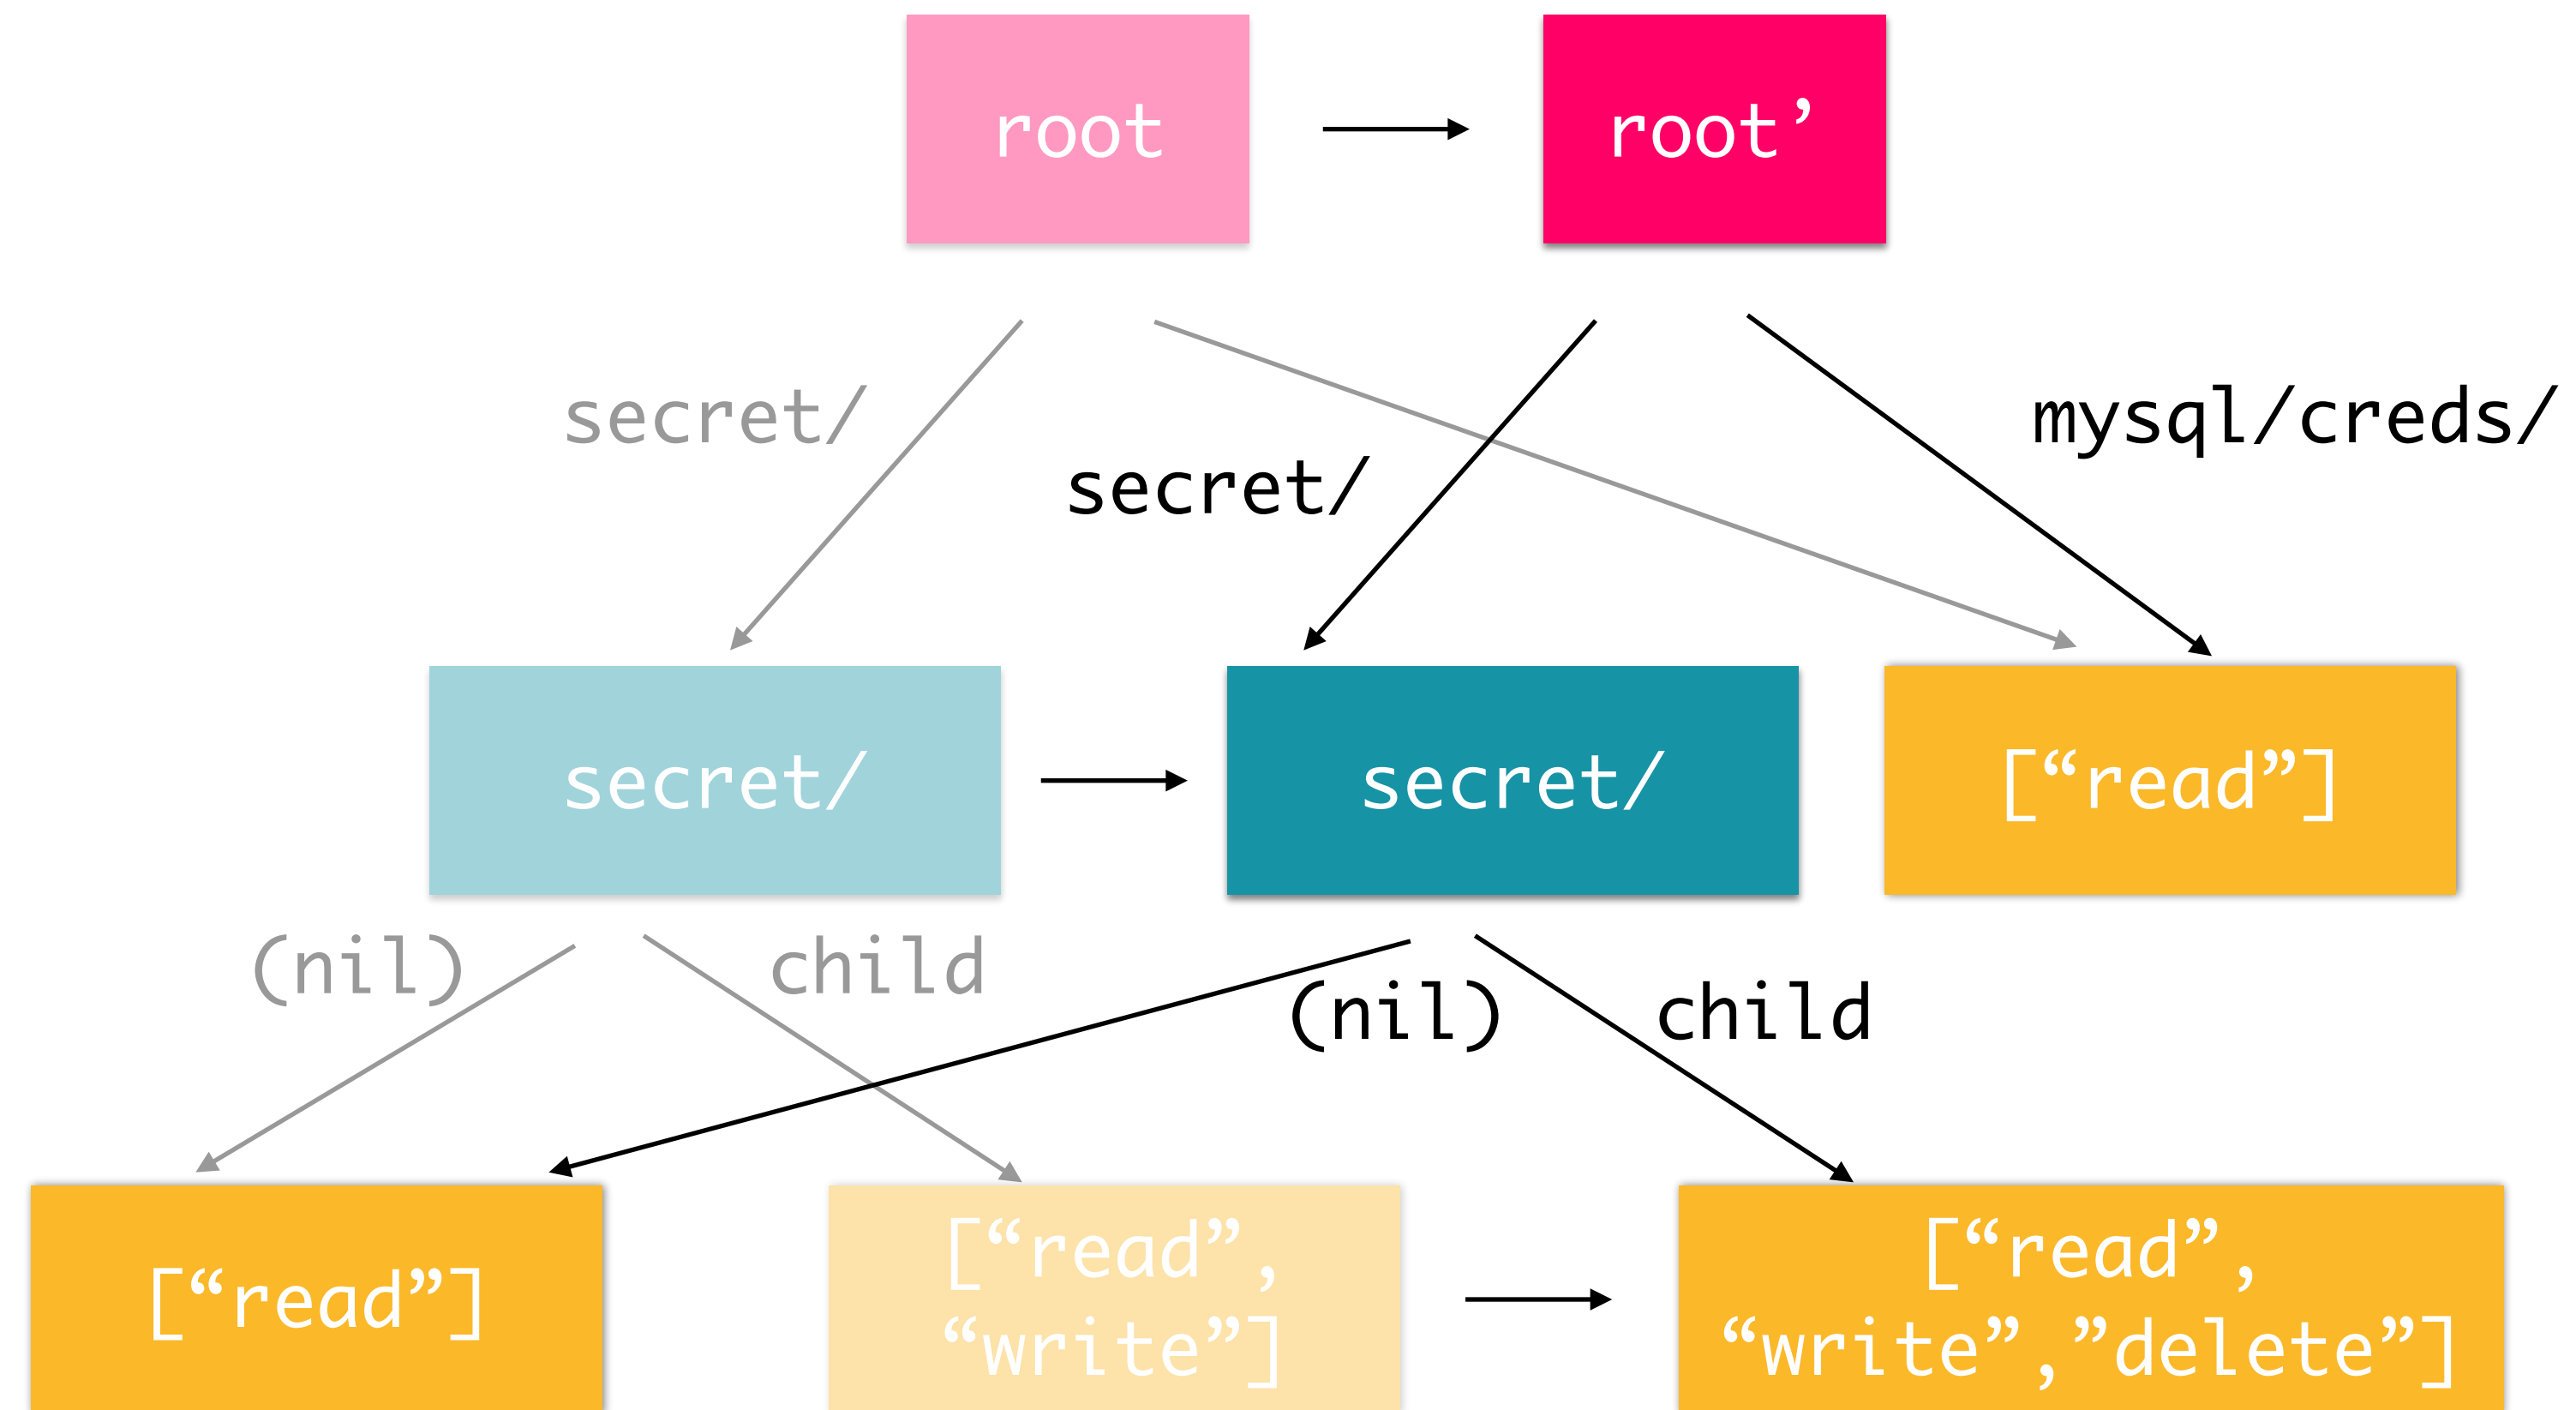 root
root’
secret/
mysql/creds/
secret/
secret/
secret/
[“read”]
(nil)
child
(nil)
child
[“read”]
[“read”,
“write”]
[“read”,
“write”,”delete”]